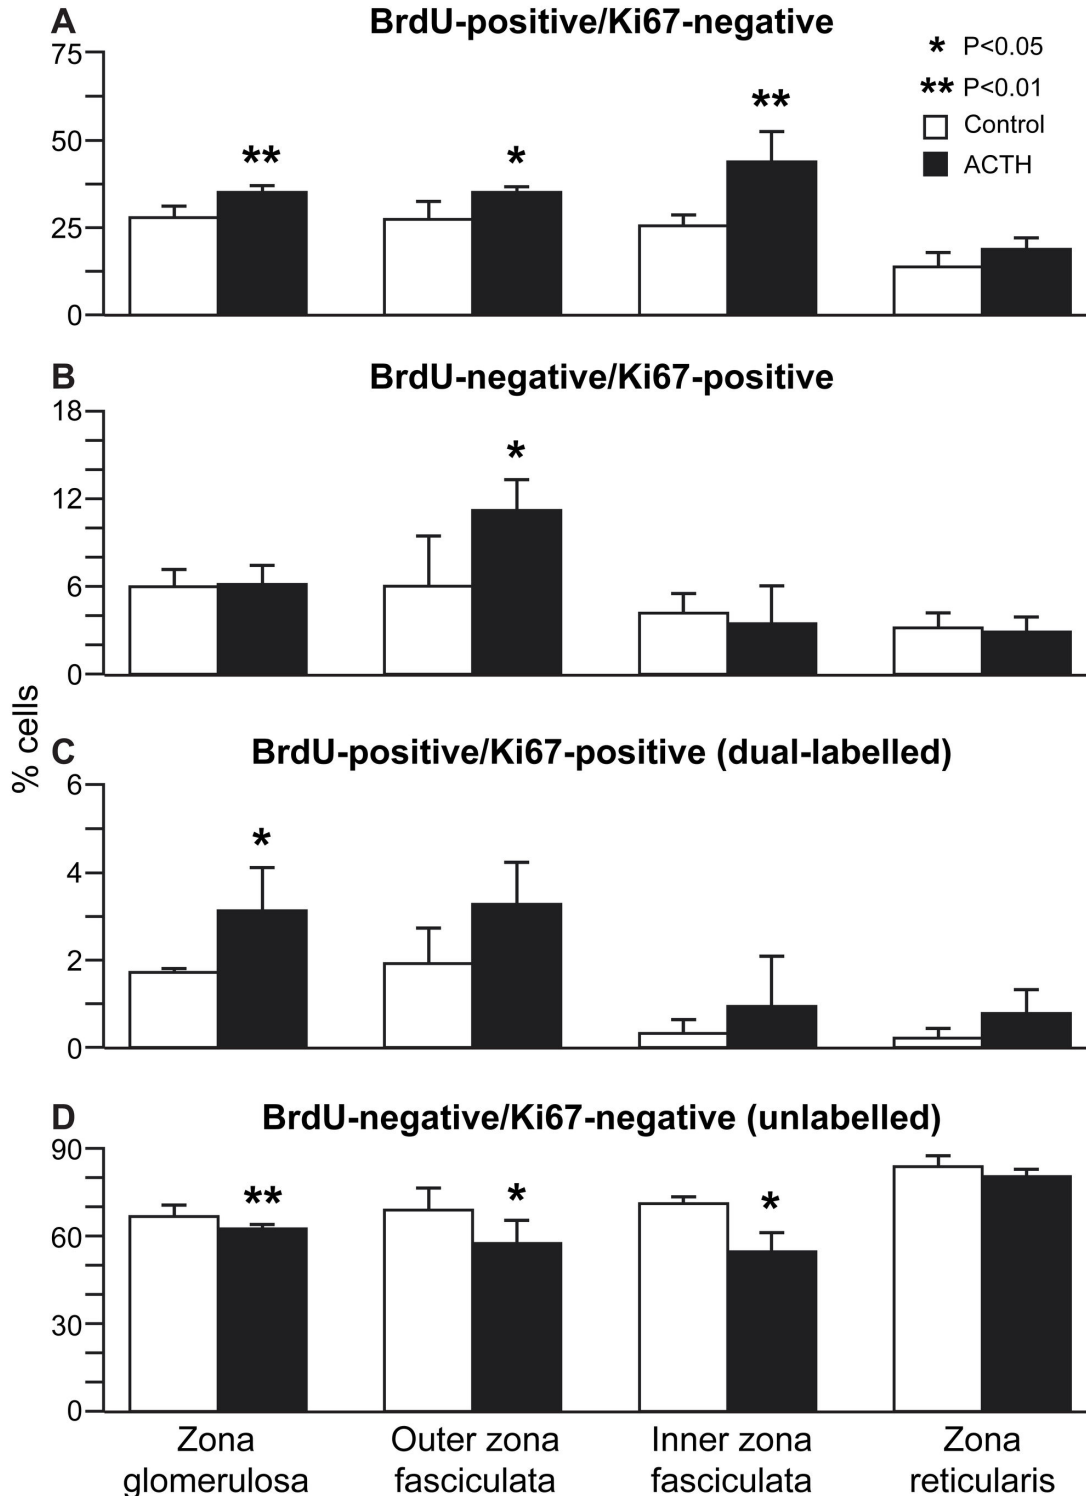 A
BrdU-positive/Ki67-negative
* P<0.05
** P<0.01
Control
ACTH
75
50
25
0
**
*
**
B
BrdU-negative/Ki67-positive
18
12
6
0
*
% cells
C
BrdU-positive/Ki67-positive (dual-labelled)
6
4
2
0
*
D
BrdU-negative/Ki67-negative (unlabelled)
90
60
30
0
**
*
*
Zona
glomerulosa
Outer zona
fasciculata
Inner zona
fasciculata
Zona
reticularis